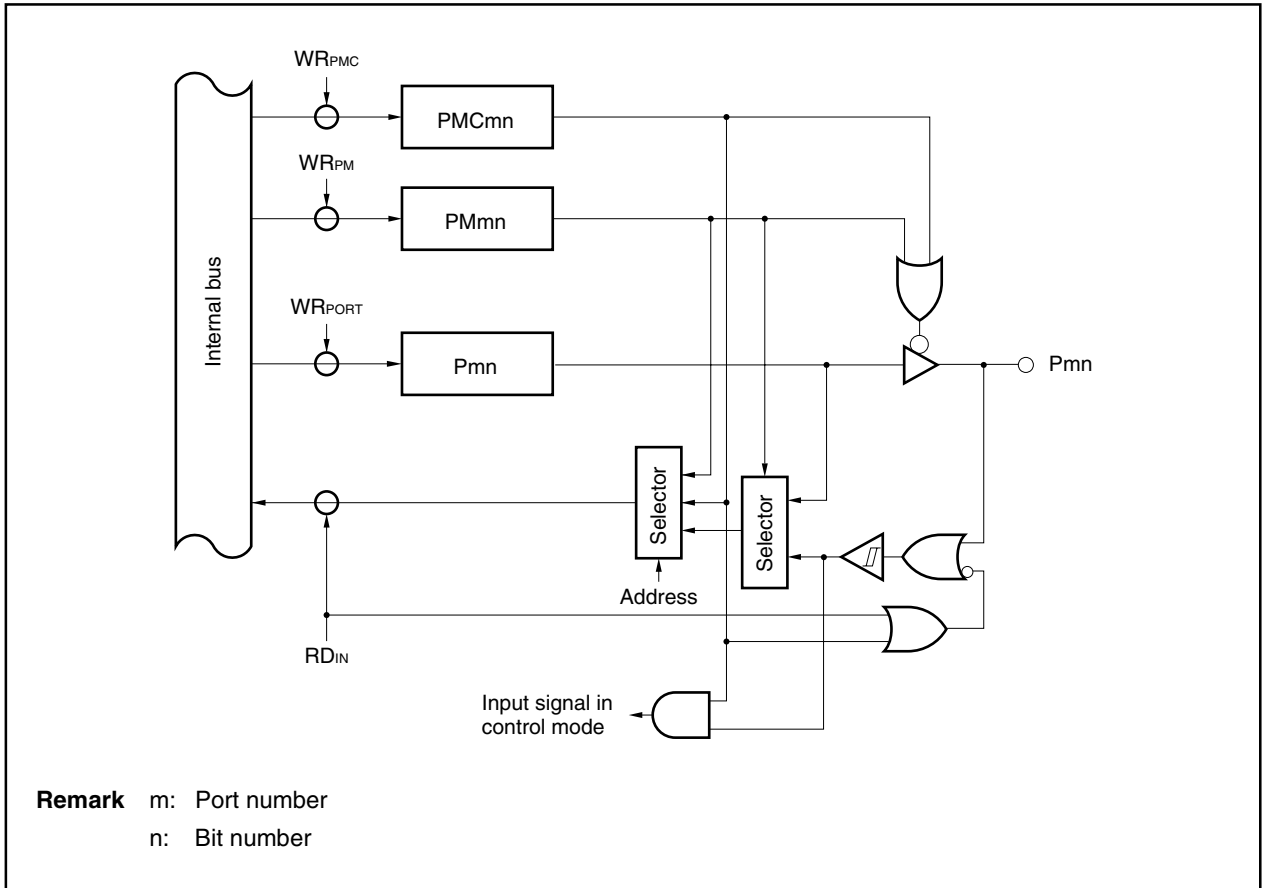 WRPMC
PMCmn
WRPM
PMmn
Internal bus
WRPORT
Pmn
Pmn
Selector
Selector
Address
RDIN
Input signal in
control mode
Remark m: Port number
n: Bit number